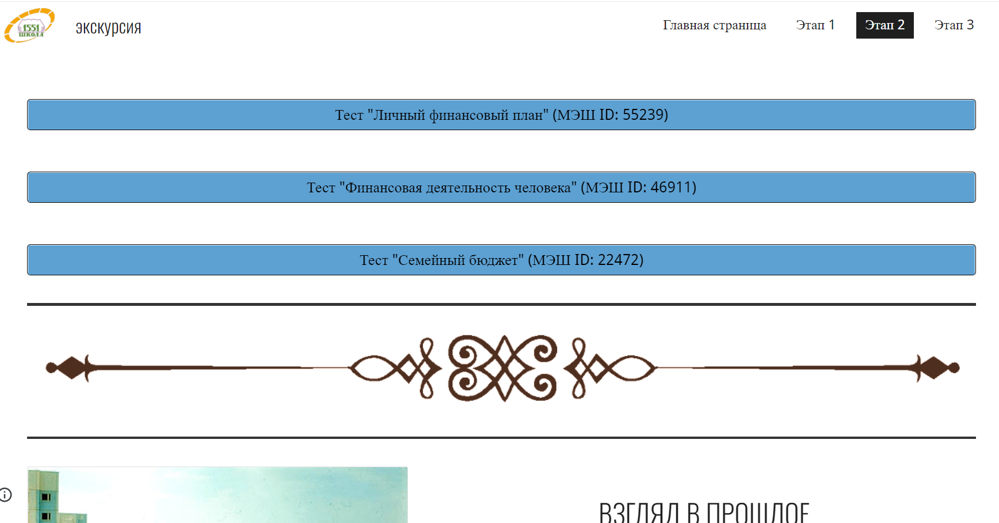 1551
ШКОЛА
экскурсия
Главная страница
Этап 1
Этап 2
Этап 3
Тест "Личный финансовый план" (МЭШ ID: 55239)
Тест "Финансовая деятельность человека" (МЭШ ID: 46911)
Тест "Семейный бюджет" (МЭШ ID: 22472)
ВЗГЛЯД В ПРОШЛОЕ